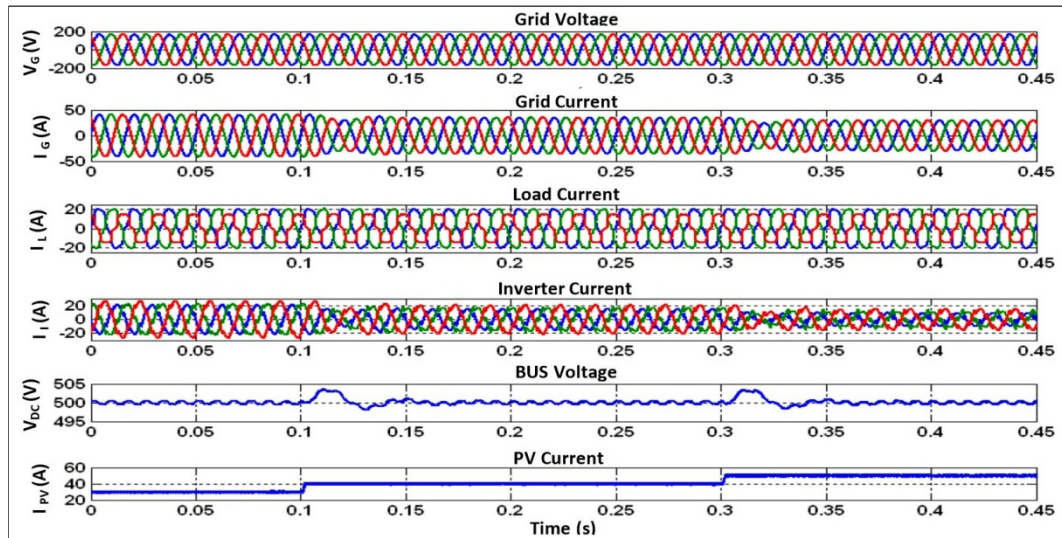 Grid Voltage
V G (V)
200
0
-200
0 0.05 0.1 0.15 0.2 0.25 0.3 0.35 0.4 0.45
Grid Current
I G (A)
50
0
-50
0 0.05 0.1 0.15 0.2 0.25 0.3 0.35 0.4 0.45
Load Current
I L (A)
20
0
-20
0 0.05 0.1 0.15 0.2 0.25 0.3 0.35 0.4 0.45
Inverter Current
I I (A)
20
0
-20
0 0.05 0.1 0.15 0.2 0.25 0.3 0.35 0.4 0.45
BUS Voltage
V DC (V)
505
500
495
0 0.05 0.1 0.15 0.2 0.25 0.3 0.35 0.4 0.45
PV Current
I PV (A)
60
40
20
0 0.05 0.1 0.15 0.2 0.25 0.3 0.35 0.4 0.45
Time (s)